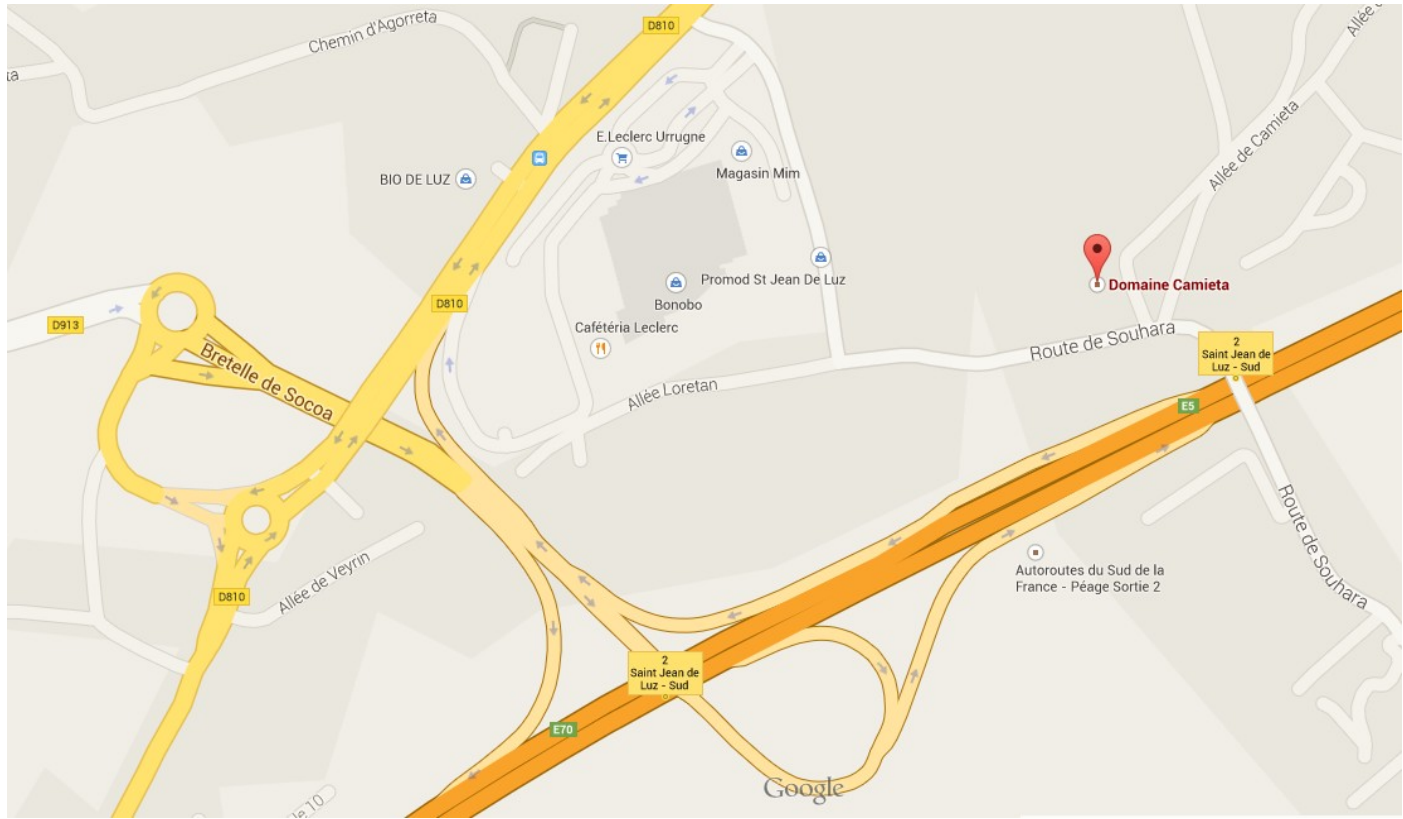 D810
Chemin d'Agorreta
ta
Allée de Camieta
E.Leclerc Urrugne
Magasin Mim
BIO DE LUZ
Promod St Jean De Luz
Domaine Camieta
Bonobo
D810
D913
Cafétéria Leclerc
Route de Souhara
2
Saint Jean de
Luz - Sud
Bretelle de Socoa
Allée Loretan
E5
Route de Souhara
Autoroutes du Sud de la
France - Péage Sortie 2
Allée de Veyrin
D810
2
Saint Jean de
Luz - Sud
E70
Google
10